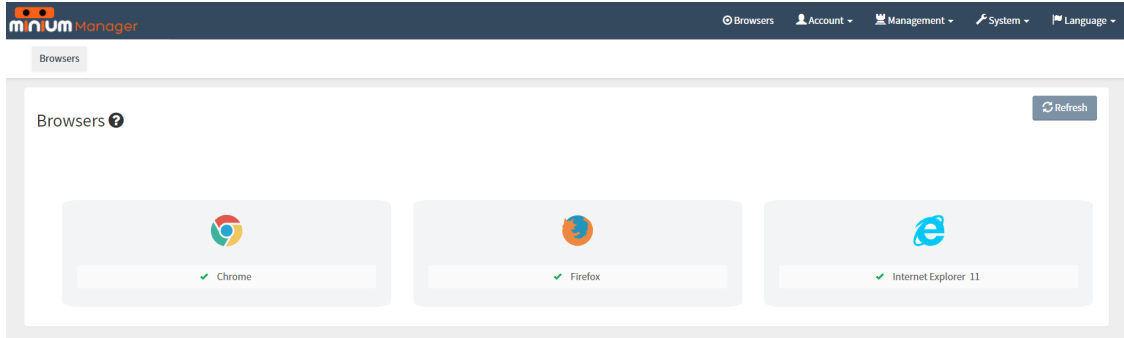 minium Manager
Browsers Account Management System Language
Browsers
Refresh
Browsers
Chrome Firefox Internet Explorer 11